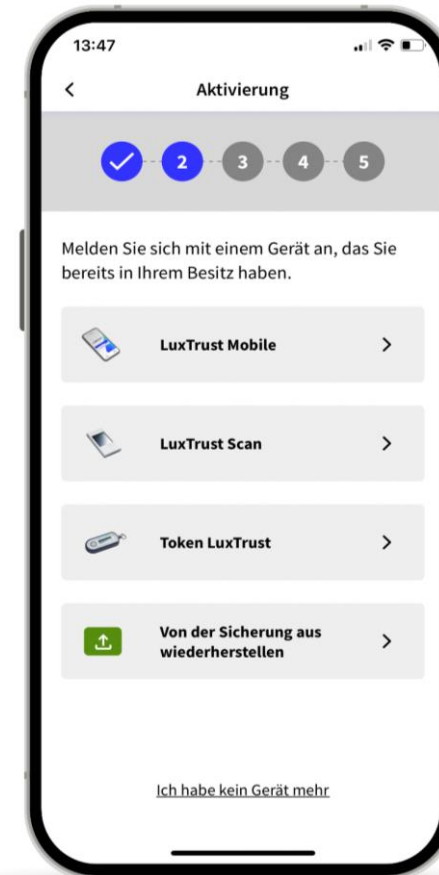 13:47
Aktivierung
2
3
4
5
Melden Sie sich mit einem Gerät an, das Sie
bereits in Ihrem Besitz haben.
LuxTrust Mobile
LuxTrust Scan
Token LuxTrust
Von der Sicherung aus
wiederherstellen
Ich habe kein Gerät mehr